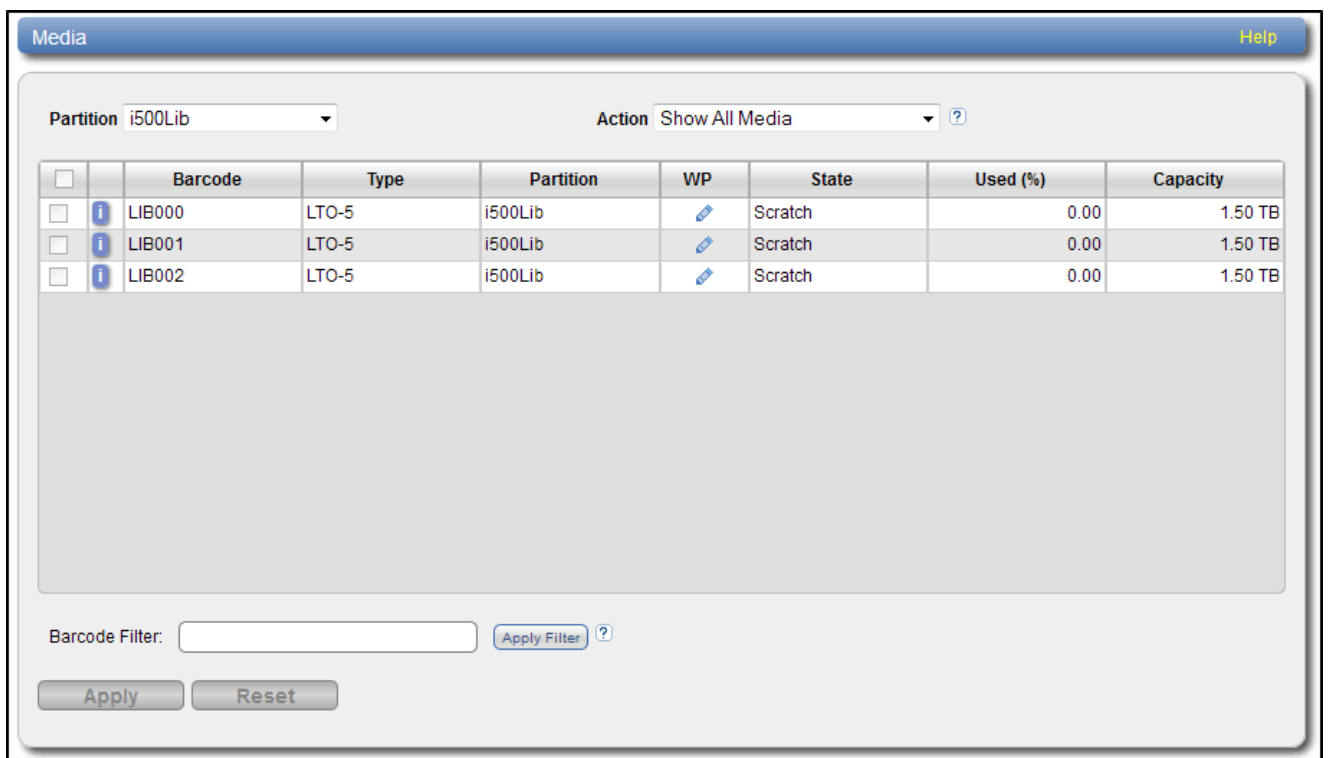 Media Help
Partition i500Lib Action Show All Media ?
Barcode Type Partition WP State Used (%) Capacity
i LIB000 LTO-5 i500Lib Scratch 0.00 1.50 TB
i LIB001 LTO-5 i500Lib Scratch 0.00 1.50 TB
i LIB002 LTO-5 i500Lib Scratch 0.00 1.50 TB
Barcode Filter: Apply Filter ?
Apply Reset